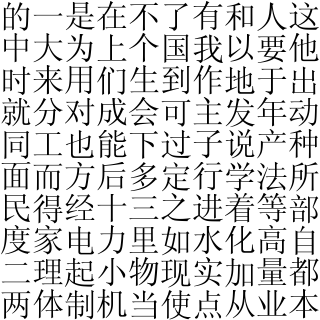 的一是在不了有和人这
中大为上个国我以要他
时来用们生到作地于出
就分对成会可主发年动
同工也能下过子说产种
面而方后多定行学法所
民得经十三之进着等部
度家电力里如水化高自
二理起小物现实加量都
两体制机当使点从业本